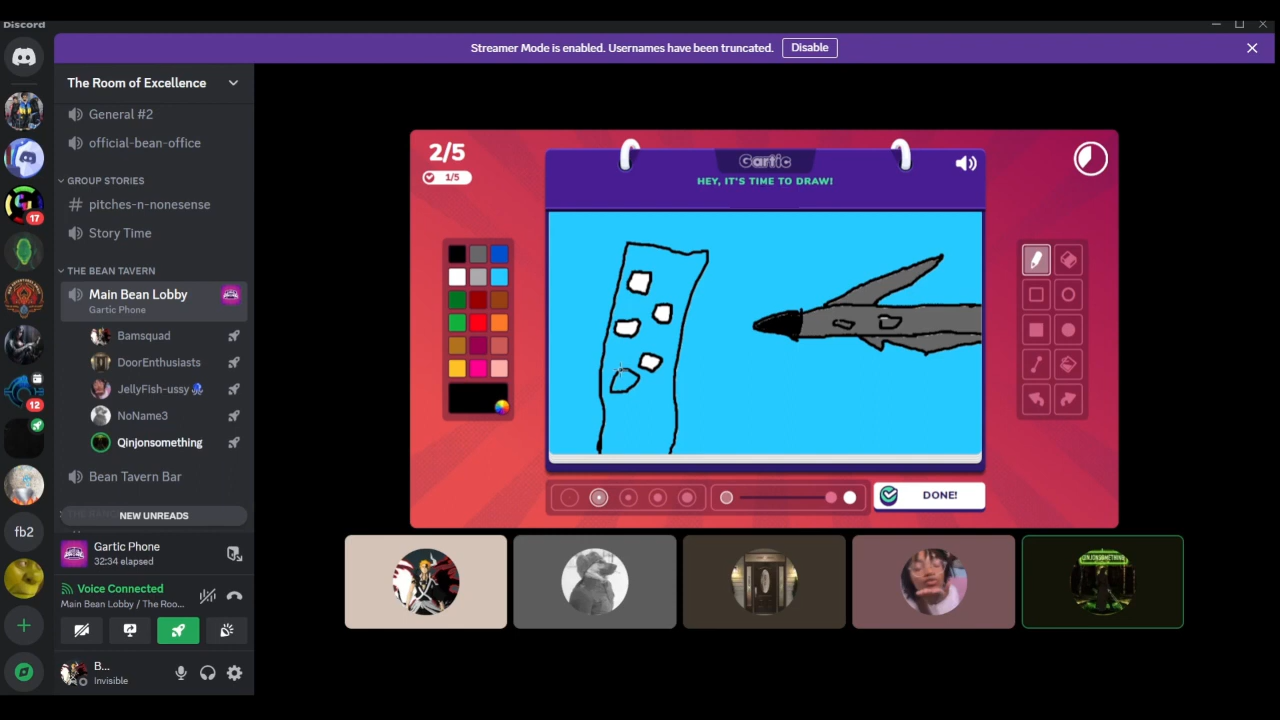 Discord
Streamer Mode is enabled. Usernames have been truncated.
Disable
The Room of Excellence
General #2
official-bean-office
GROUP STORIES
pitches-n-nonesense
17
Story Time
THE BEAN TAVERN
Main Bean Lobby
Gartic Phone
Bamsquad
DoorEnthusiasts
JellyFish-ussy
12
NoName3
Qinjonsomething
Bean Tavern Bar
NEW UNREADS
fb2
Gartic Phone
32:34 elapsed
Voice Connected
Main Bean Lobby / The Roo...
B...
Invisible
2/5
1/5
Gartic
HEY, IT'S TIME TO DRAW!
DONE!
QINJONSOMETHING